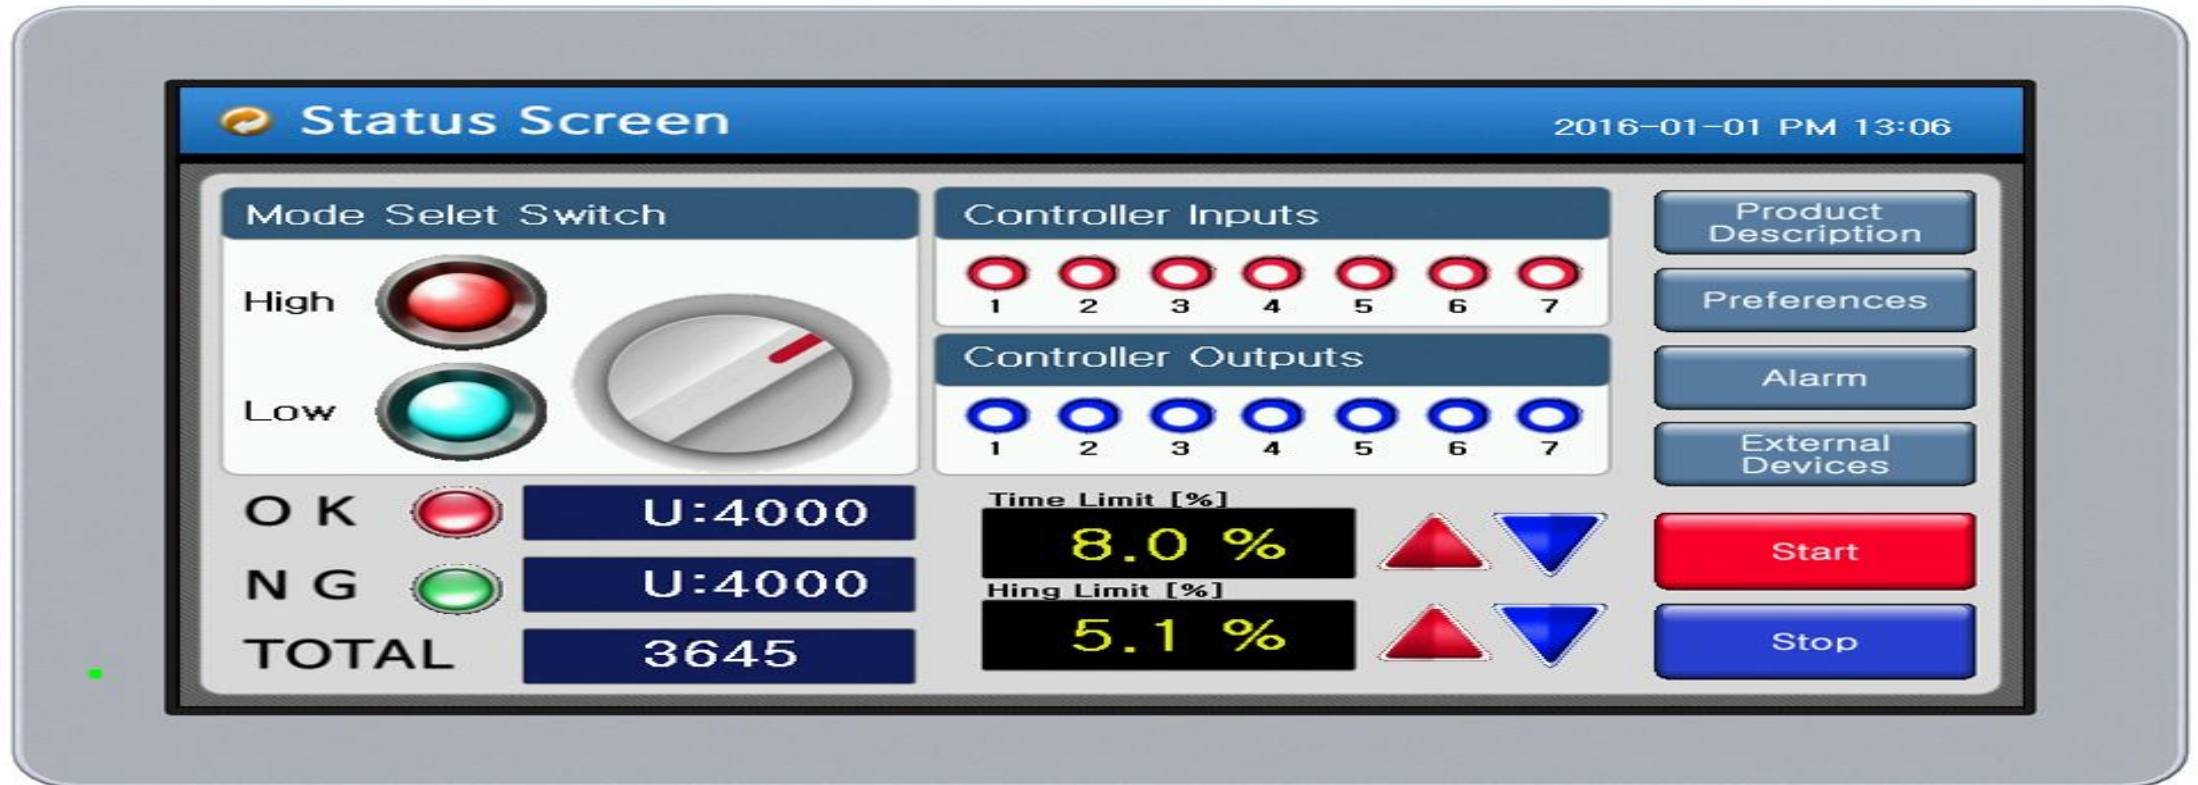 Status Screen
2016-01-01 PM 13:06
Mode Selet Switch
High
Low
Controller Inputs
1 2 3 4 5 6 7
Controller Outputs
1 2 3 4 5 6 7
Product
Description
Preferences
Alarm
External
Devices
Start
Stop
O K
U:4000
N G
U:4000
TOTAL
3645
Time Limit [%]
8.0 %
Hing Limit [%]
5.1 %